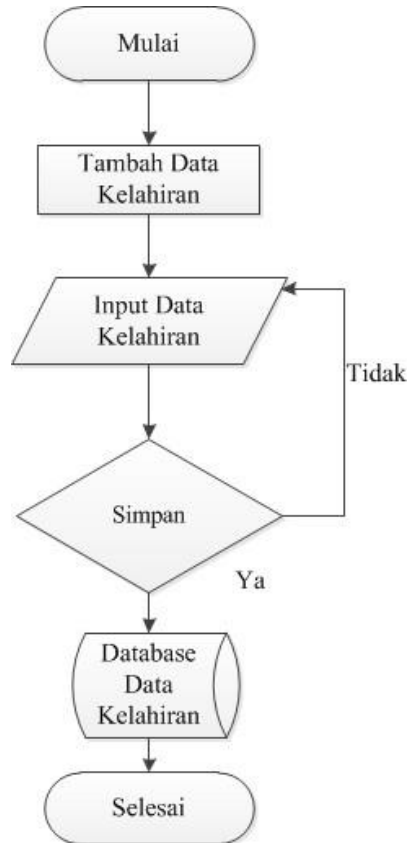 Mulai
Tambah Data
Kelahiran
Input Data
Kelahiran
Tidak
Simpan
Ya
Database
Data
Kelahiran
Selesai